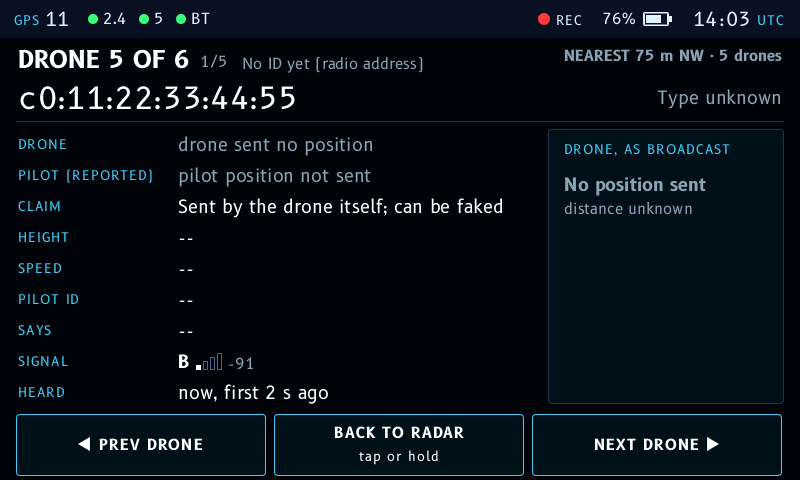 GPS 11 2.4 5 BT REC 76% 14:03 UTC
DRONE 5 OF 6 1/5 No ID yet (radio address) NEAREST 75 m NW · 5 drones
c0:11:22:33:44:55 Type unknown
DRONE drone sent no position
PILOT (REPORTED) pilot position not sent
CLAIM Sent by the drone itself; can be faked
HEIGHT --
SPEED --
PILOT ID --
SAYS --
SIGNAL B -91
HEARD now, first 2 s ago
DRONE, AS BROADCAST
No position sent
distance unknown
◀ PREV DRONE
BACK TO RADAR
tap or hold
NEXT DRONE ▶